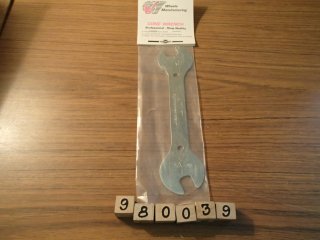 Wheels
Manufacturing
CONE WRENCH
Professional - Shop Quality
980039